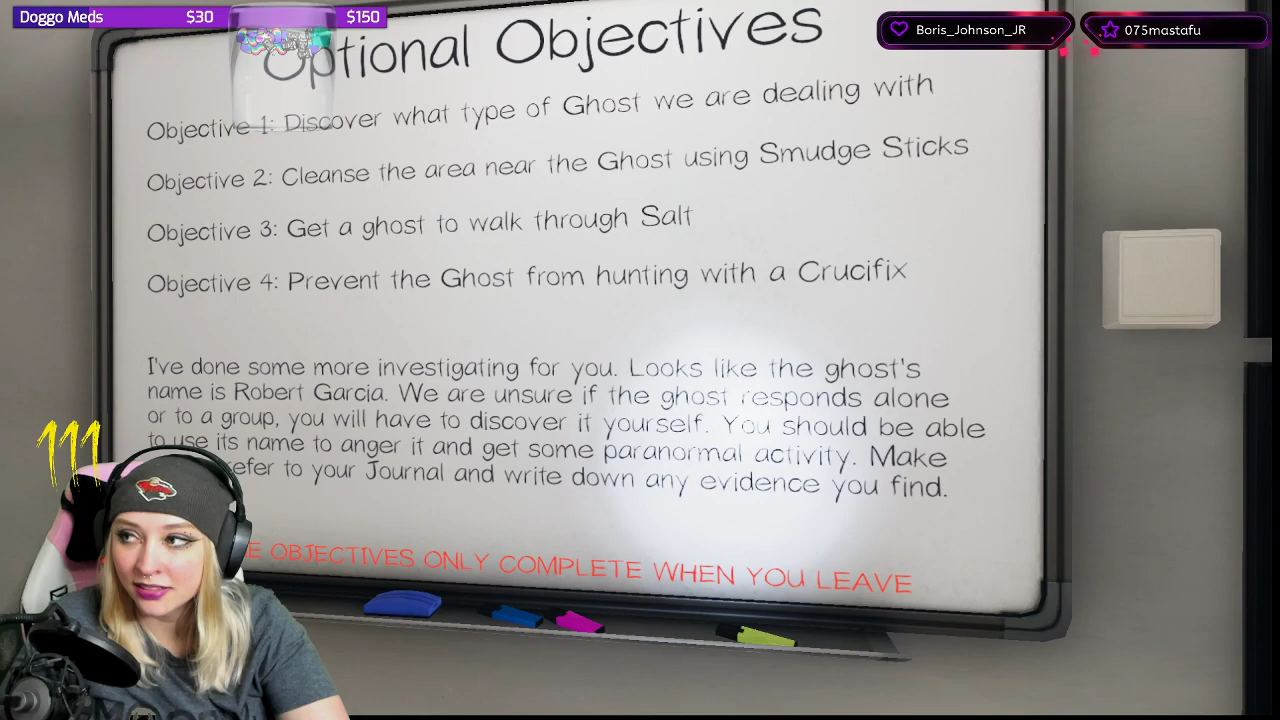 Doggo Meds $30 $150
Boris_Johnson_JR
075mastafu
Optional Objectives
Objective 1: Discover what type of Ghost we are dealing with
Objective 2: Cleanse the area near the Ghost using Smudge Sticks
Objective 3: Get a ghost to walk through Salt
Objective 4: Prevent the Ghost from hunting with a Crucifix
I've done some more investigating for you. Looks like the ghost's
name is Robert Garcia. We are unsure if the ghost responds alone
or to a group, you will have to discover it yourself. You should be able
to use its name to anger it and get some paranormal activity. Make
efer to your Journal and write down any evidence you find.
111
E OBJECTIVES ONLY COMPLETE WHEN YOU LEAVE